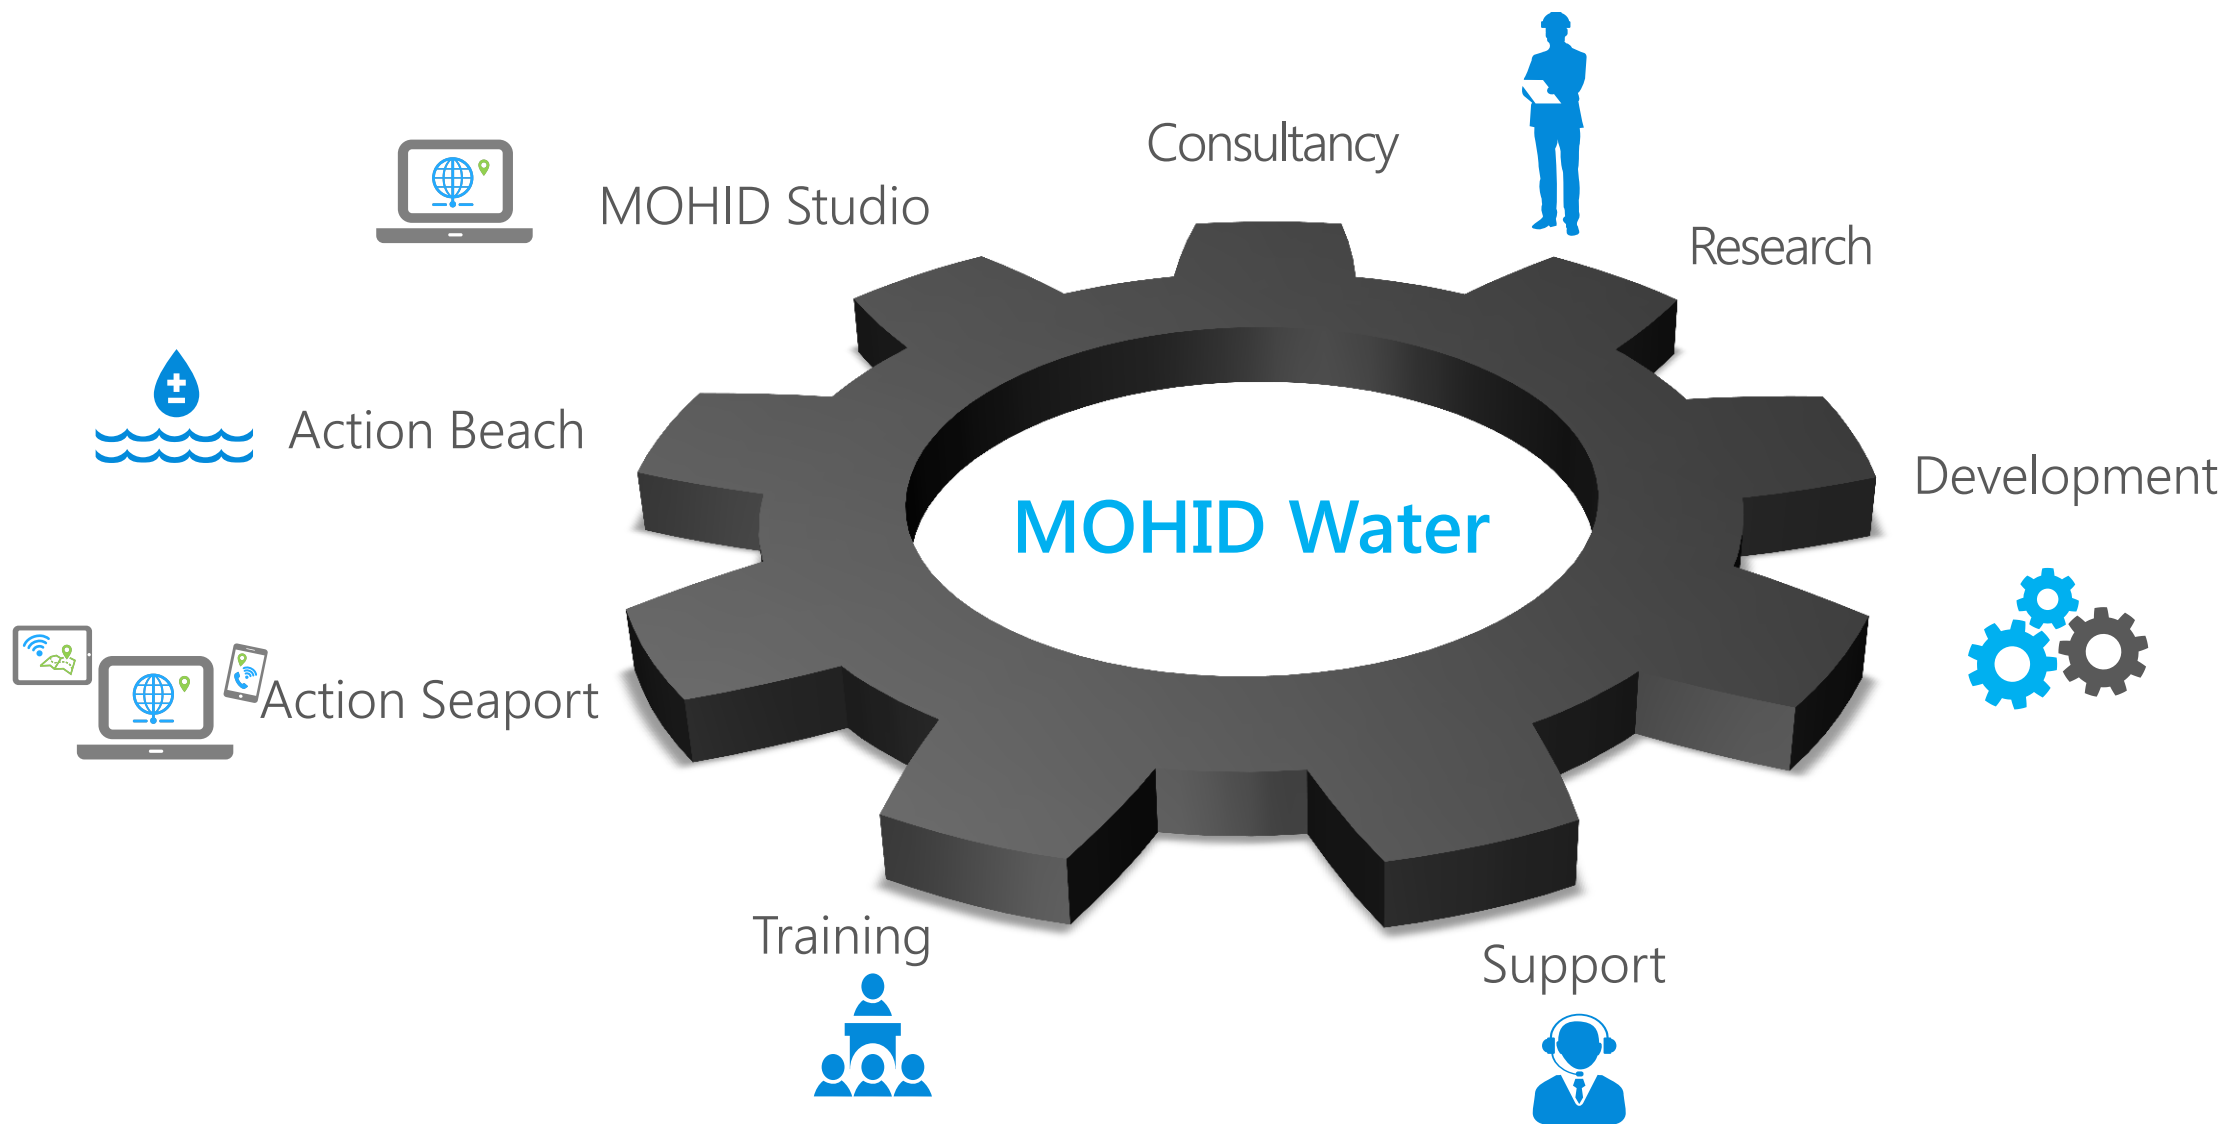 Consultancy
MOHID Studio
Research
Action Beach
Development
MOHID Water
Action Seaport
Training
Support